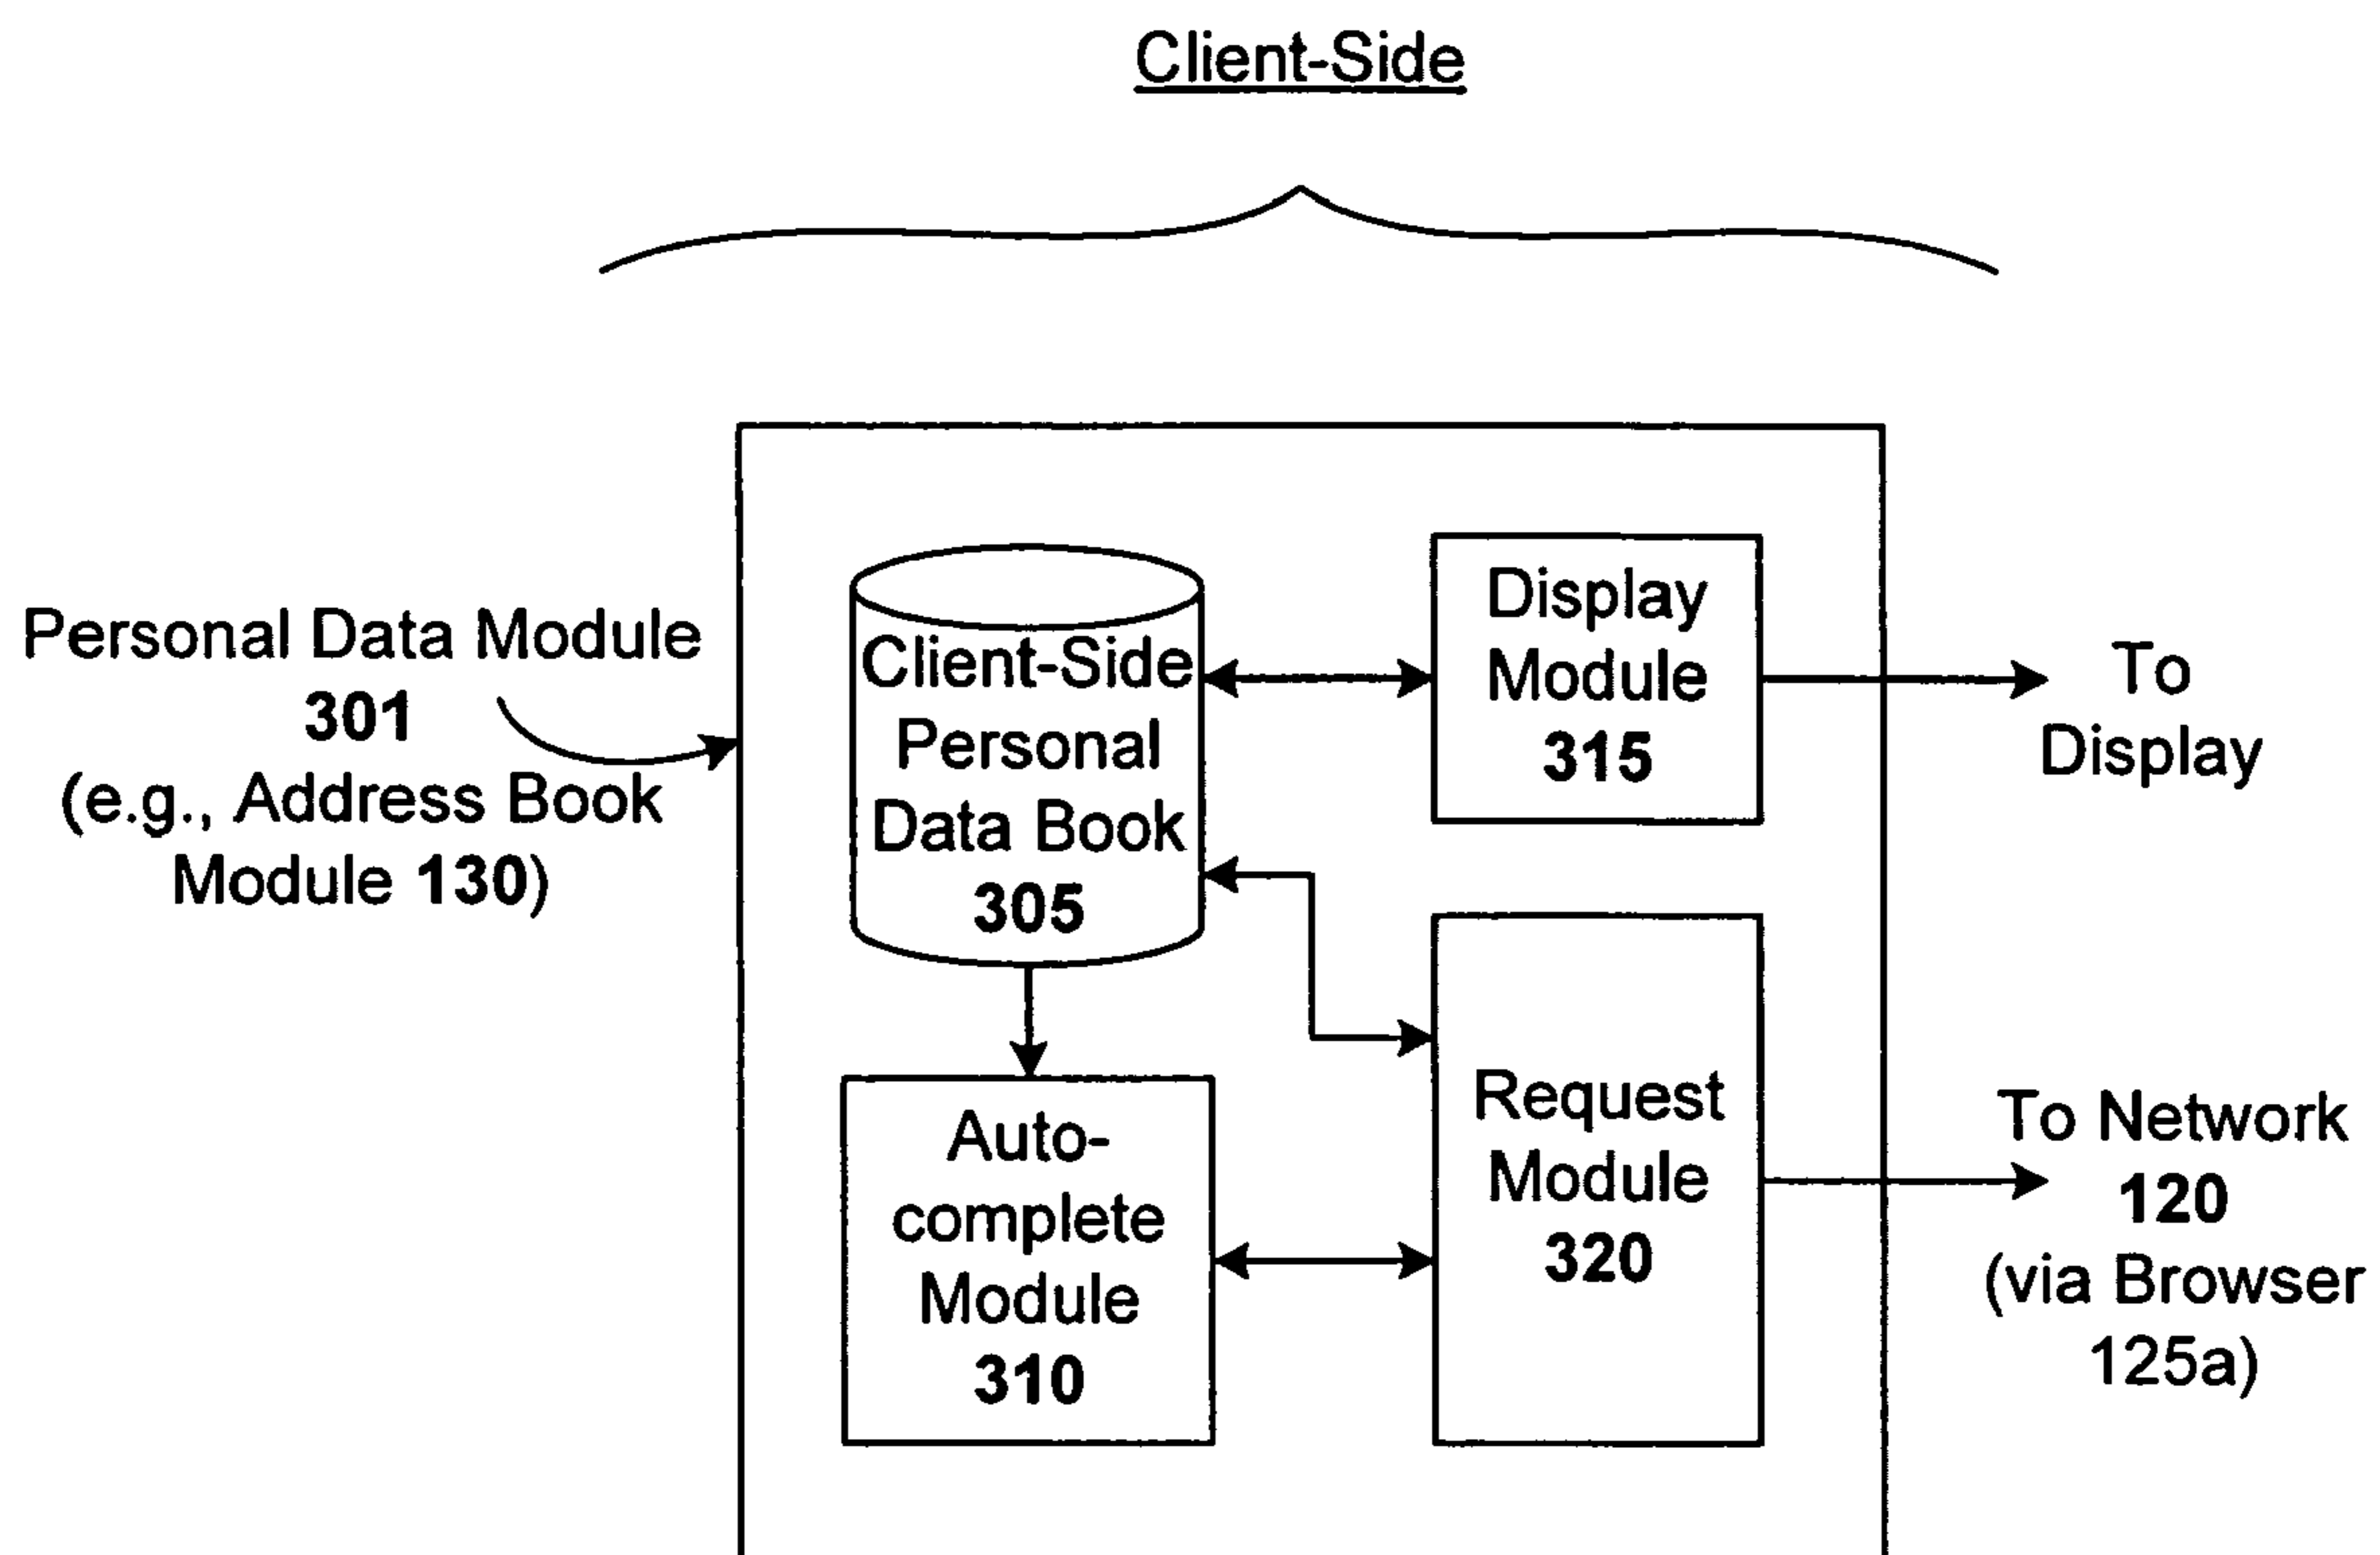 Client-Side
Personal Data Module
301
(e.g., Address Book
Module 130)
Client-Side
Personal
Data Book
305
Display
Module
315
To
Display
Auto-
complete
Module
310
Request
Module
320
To Network
120
(via Browser
125a)